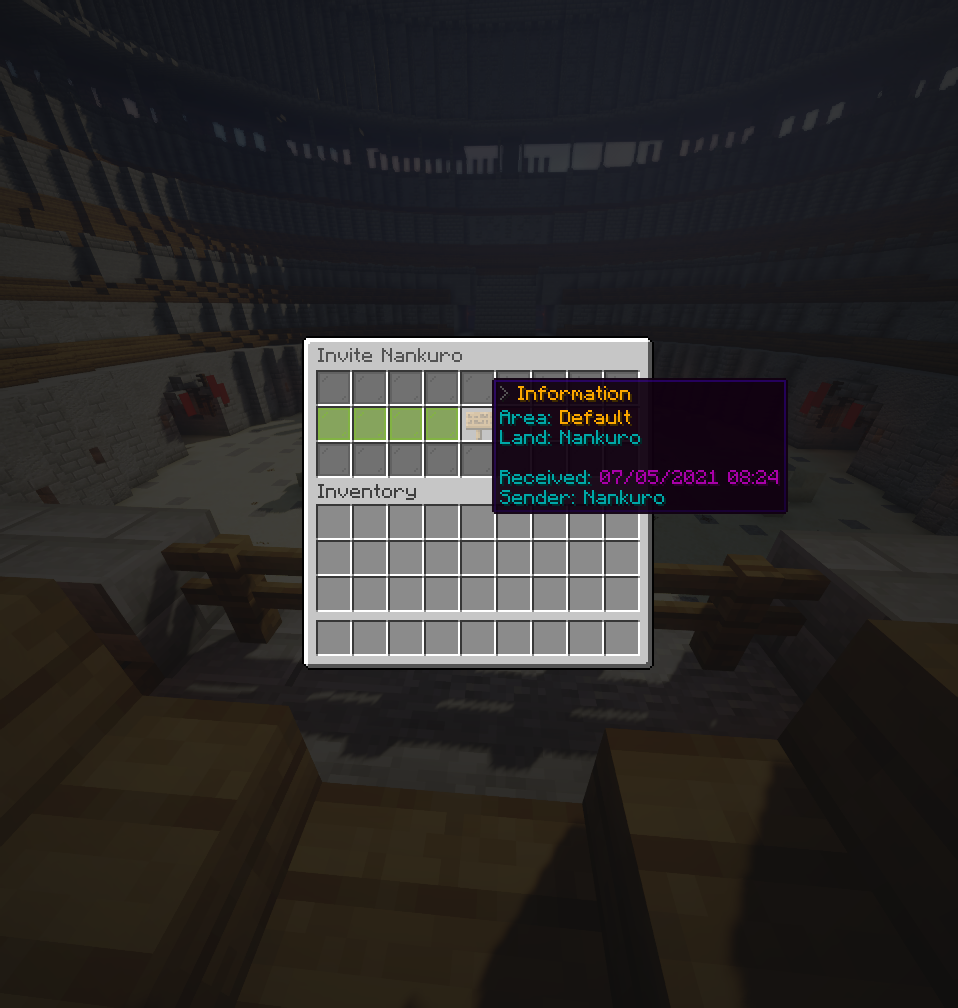 Invite Nankuro
> Information
Area: Default
Land: Nankuro
Received: 07/05/2021 08:24
Sender: Nankuro
Inventory